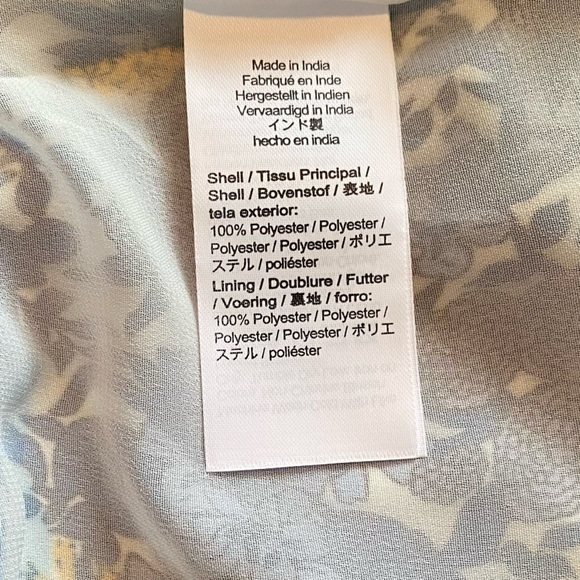 Made in India
Fabriqué en Inde
Hergestellt in Indien
Vervaardigd in India
インド製
hecho en india
Shell / Tissu Principal /
Shell / Bovenstof / 表地 /
tela exterior:
100% Polyester / Polyester /
Polyester / Polyester / ポリエ
ステル / poliéster
Lining / Doublure / Futter
/ Voering / 裏地 / forro:
100% Polyester / Polyester /
Polyester / Polyester / ポリエ
ステル / poliéster